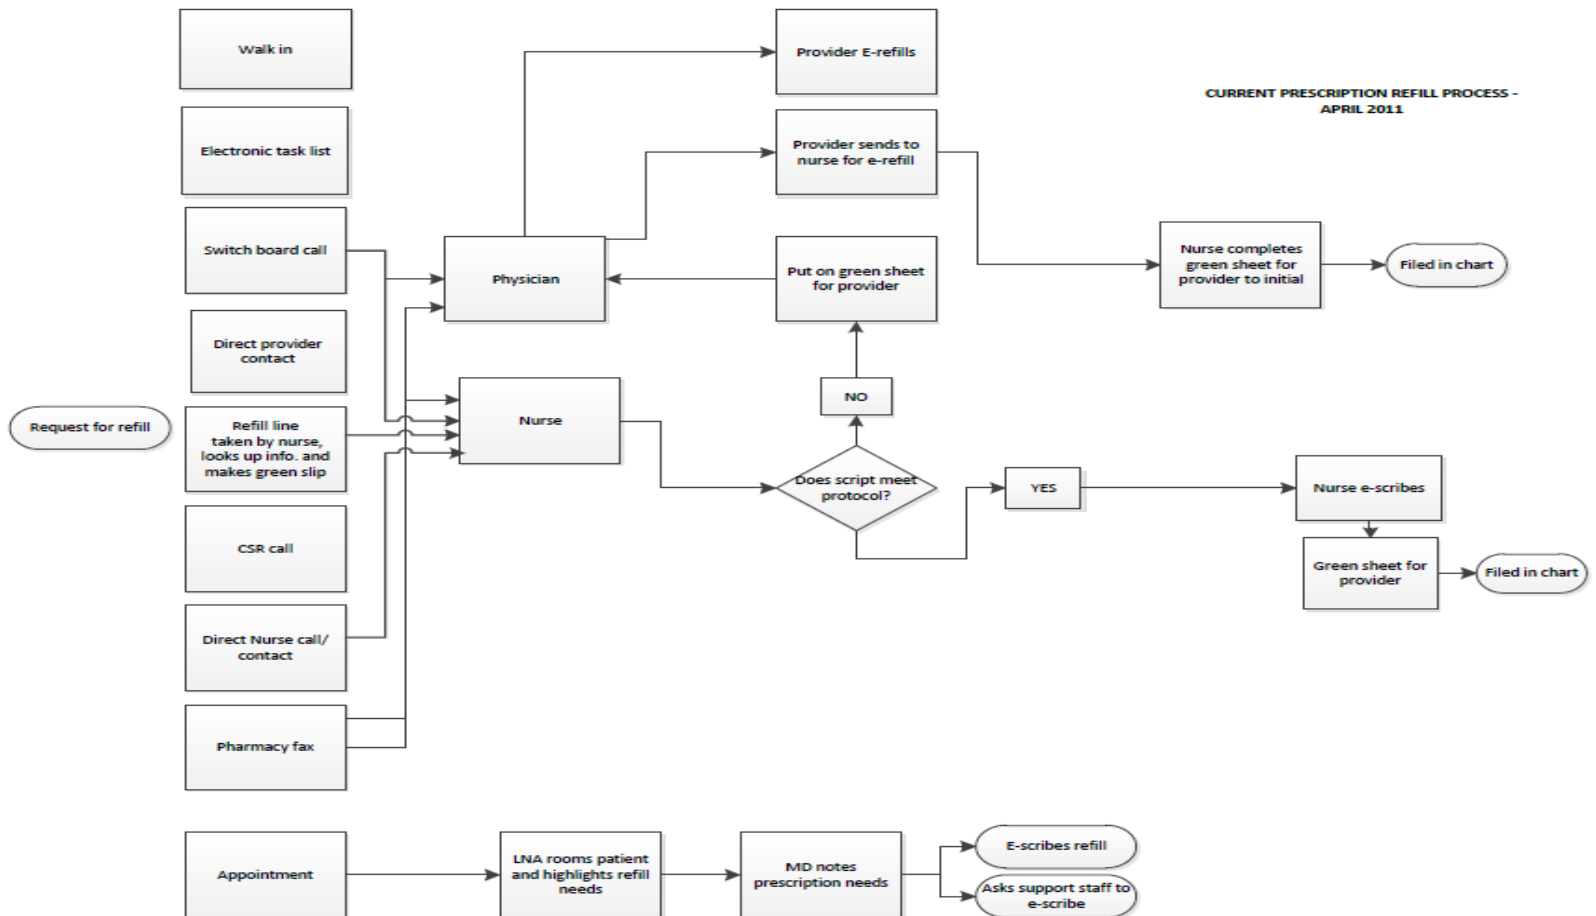 Walk in
Provider E-refills
CURRENT PRESCRIPTION REFILL PROCESS -
APRIL 2011
Electronic task list
Provider sends to
nurse for e-refill
Switch board call
Physician
Put on green sheet
for provider
Nurse completes
green sheet for
provider to initial
Filed in chart
Direct provider
contact
NO
Request for refill
Refill line
taken by nurse,
looks up info. and
makes green slip
Nurse
Does script meet
protocol?
YES
Nurse e-scribes
CSR call
Green sheet for
provider
Filed in chart
Direct Nurse call/
contact
Pharmacy fax
Appointment
LNA rooms patient
and highlights refill
needs
MD notes
prescription needs
E-scribes refill
Asks support staff to
e-scribe